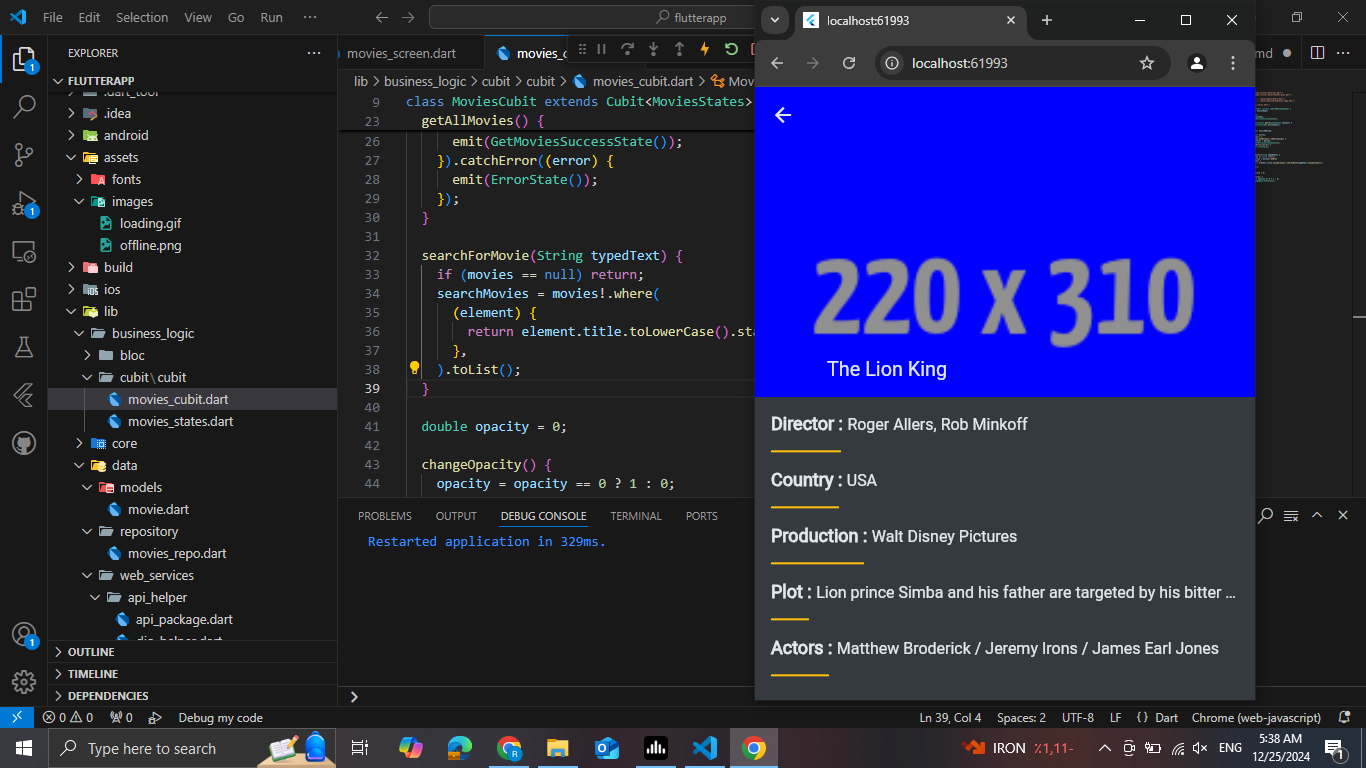 File Edit Selection View Go Run ···
flutterapp
EXPLORER
FLUTTERAPP
.dart_tool
.idea
android
assets
fonts
images
loading.gif
offline.png
build
ios
lib
business_logic
bloc
cubit\cubit
movies_cubit.dart
movies_states.dart
core
data
models
movie.dart
repository
movies_repo.dart
web_services
api_helper
api_package.dart
OUTLINE
TIMELINE
DEPENDENCIES
movies_screen.dart
lib > business_logic > cubit > cubit > movies_cubit.dart >
9 class MoviesCubit extends Cubit<MoviesStates>
23 getAllMovies() {
26 emit(GetMoviesSuccessState());
27 }).catchError((error) {
28 emit(ErrorState());
29 });
30 }
31
32 searchForMovie(String typedText) {
33 if (movies == null) return;
34 searchMovies = movies!.where(
35 (element) {
36 return element.title.toLowerCase().sta
37 },
38 ).toList();
39 }
40
41 double opacity = 0;
42
43 changeOpacity() {
44 opacity = opacity == 0 ? 1 : 0;
PROBLEMS OUTPUT DEBUG CONSOLE TERMINAL PORTS
Restarted application in 329ms.
localhost:61993
localhost:61993
220 x 310
The Lion King
Director : Roger Allers, Rob Minkoff
Country : USA
Production : Walt Disney Pictures
Plot : Lion prince Simba and his father are targeted by his bitter ...
Actors : Matthew Broderick / Jeremy Irons / James Earl Jones
0 0 0 Debug my code
Ln 39, Col 4 Spaces: 2 UTF-8 LF {} Dart Chrome (web-javascript)
Type here to search
IRON ٪1,11-
ENG
5:38 AM
12/25/2024